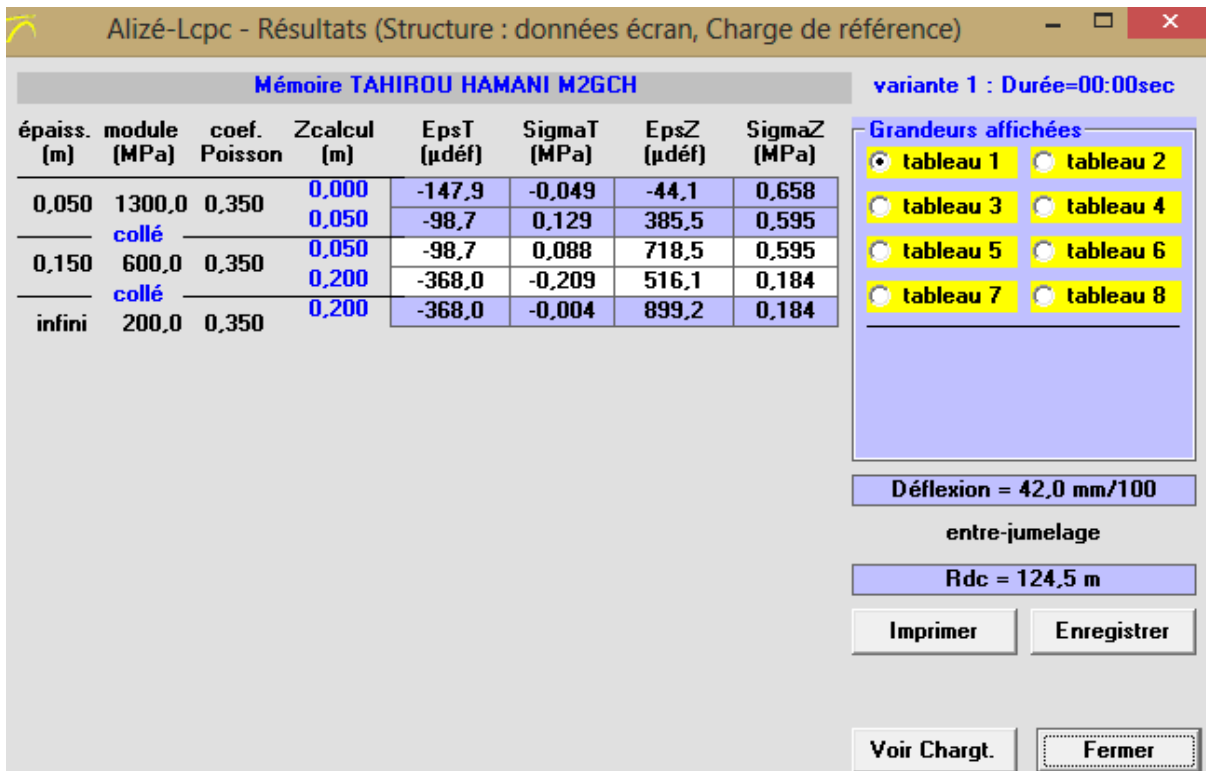 Alizé-Lcpc - Résultats (Structure : données écran, Charge de référence)
Mémoire TAHIROU HAMANI M2GCH
variante 1 : Durée=00:00sec
épaiss. module coef. Zcalcul EpsT SigmaT EpsZ SigmaZ
(m) (MPa) Poisson (m) (µdéf) (MPa) (µdéf) (MPa)
0,000 -147,9 -0,049 -44,1 0,658
0,050 1300,0 0,350
0,050 -98,7 0,129 385,5 0,595
collé
0,050 -98,7 0,088 718,5 0,595
0,150 600,0 0,350
0,200 -368,0 -0,209 516,1 0,184
collé
0,200 -368,0 -0,004 899,2 0,184
infini 200,0 0,350
Grandeurs affichées
tableau 1 tableau 2
tableau 3 tableau 4
tableau 5 tableau 6
tableau 7 tableau 8
Déflexion = 42,0 mm/100
entre-jumelage
Rdc = 124,5 m
Imprimer Enregistrer
Voir Chargt. Fermer